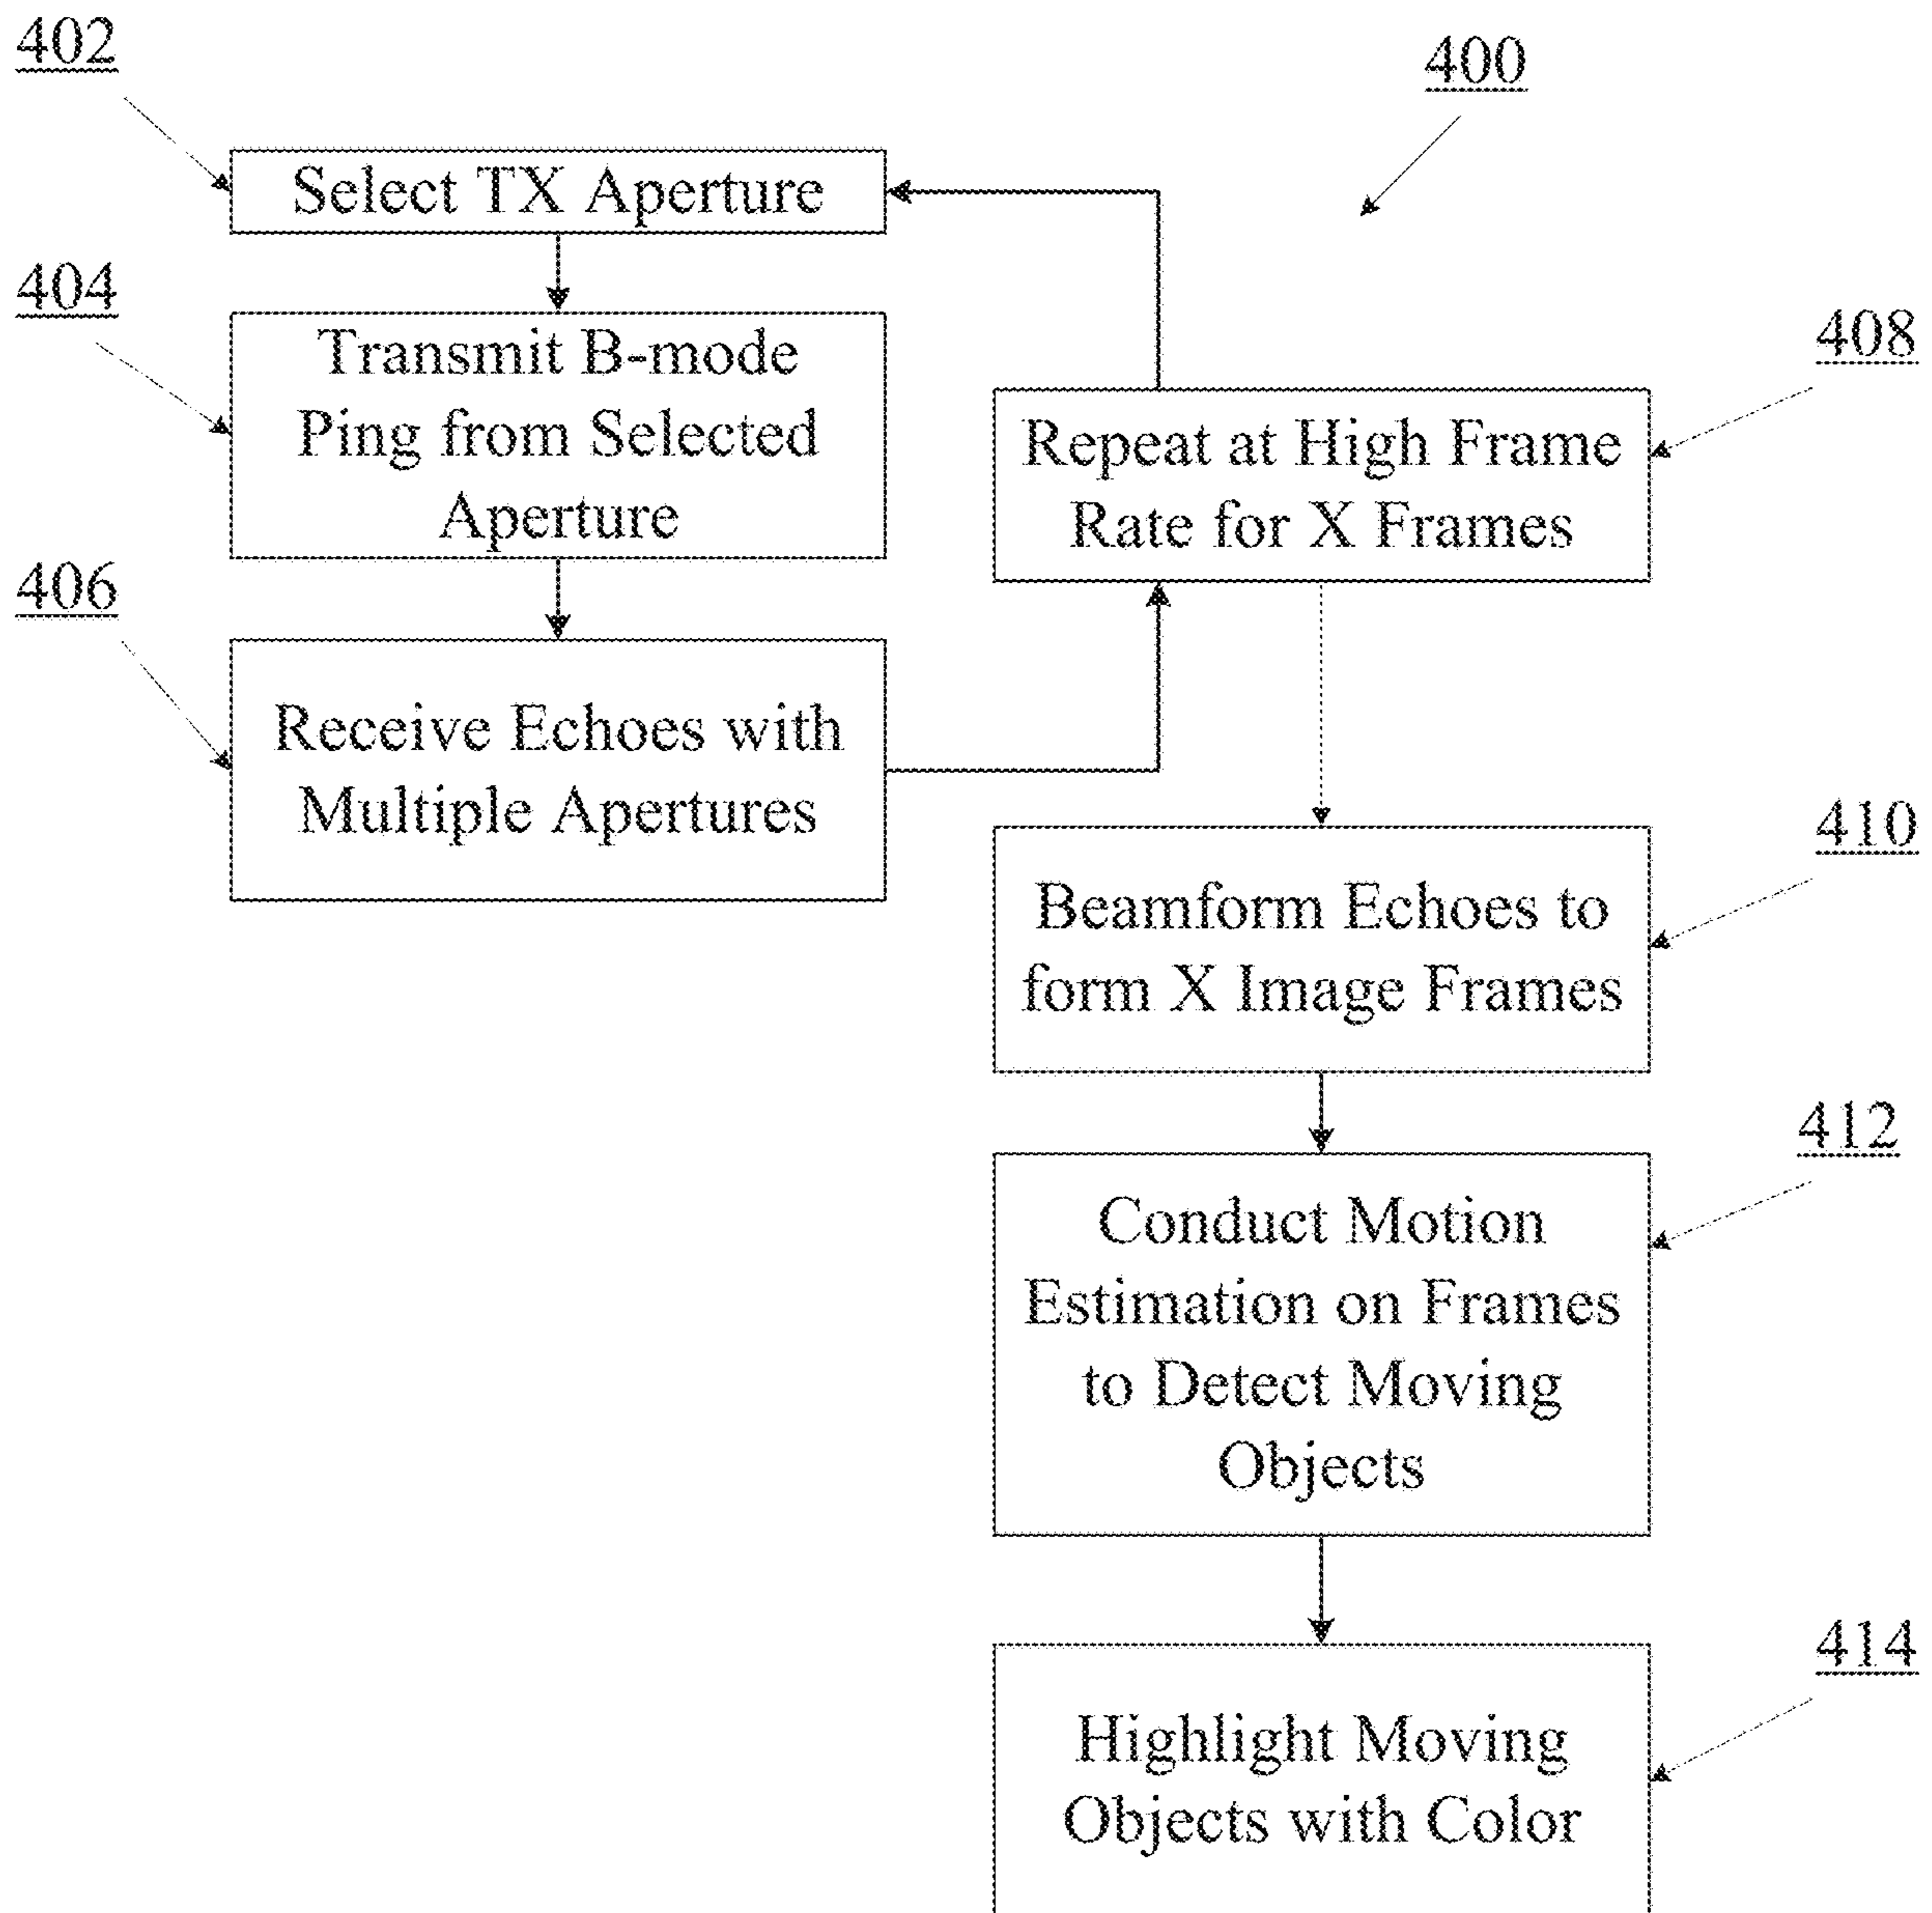 402
400
Select TX Aperture
404
Transmit B-mode
Ping from Selected
Aperture
408
Repeat at High Frame
Rate for X Frames
406
Receive Echoes with
Multiple Apertures
410
Beamform Echoes to
form X Image Frames
412
Conduct Motion
Estimation on Frames
to Detect Moving
Objects
414
Highlight Moving
Objects with Color